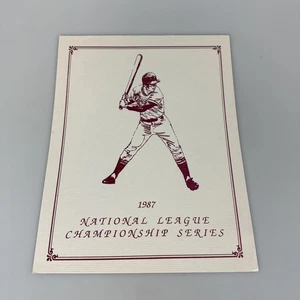 1987
NATIONAL LEAGUE
CHAMPIONSHIP SERIES